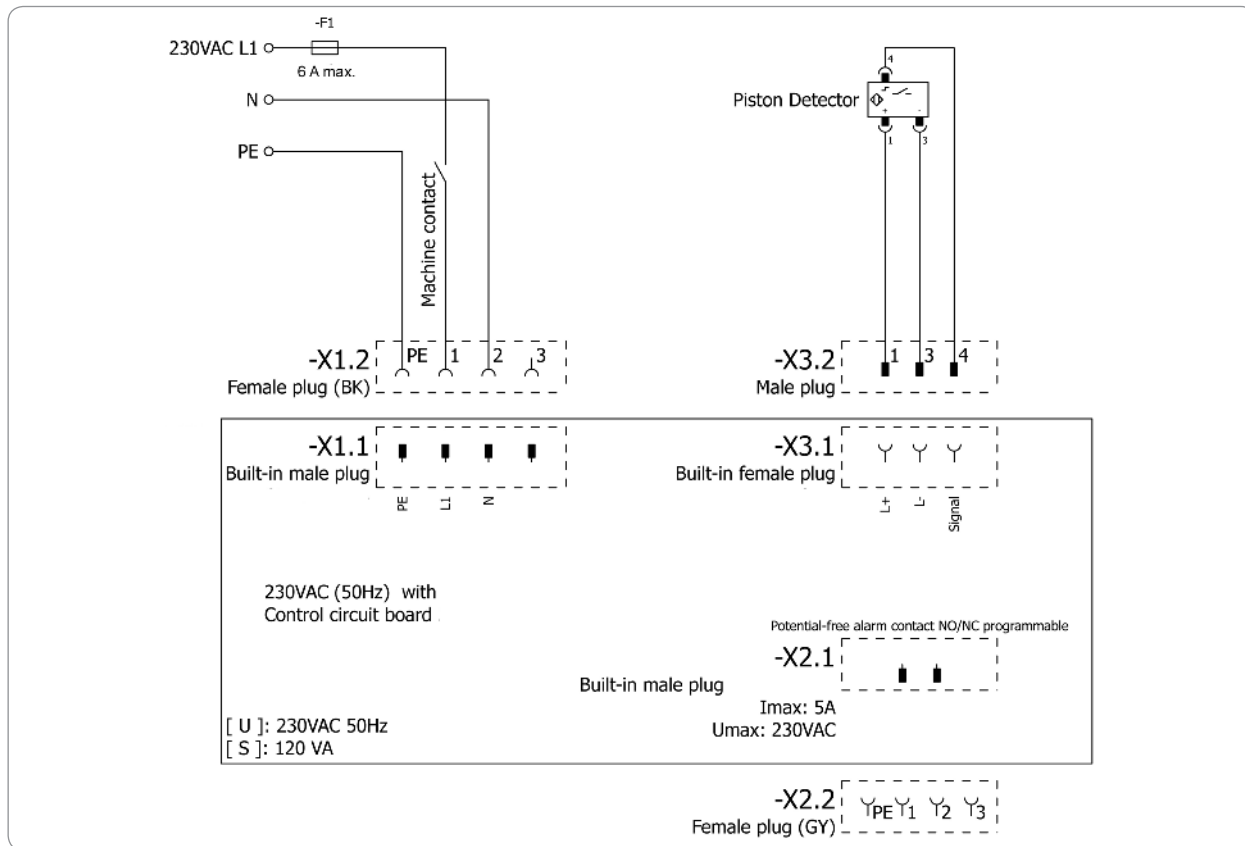 -F1
230VAC L1
6 A max.
N
PE
Machine contact
4
Piston Detector
+ -
1 3
-X1.2 PE 1 2 3
Female plug (BK)
-X3.2 1 3 4
Male plug
-X1.1
Built-in male plug
PE L1 N
-X3.1
Built-in female plug
L+ L- Signal
230VAC (50Hz) with
Control circuit board
Potential-free alarm contact NO/NC programmable
-X2.1
Built-in male plug
Imax: 5A
Umax: 230VAC
[ U ]: 230VAC 50Hz
[ S ]: 120 VA
-X2.2 PE 1 2 3
Female plug (GY)